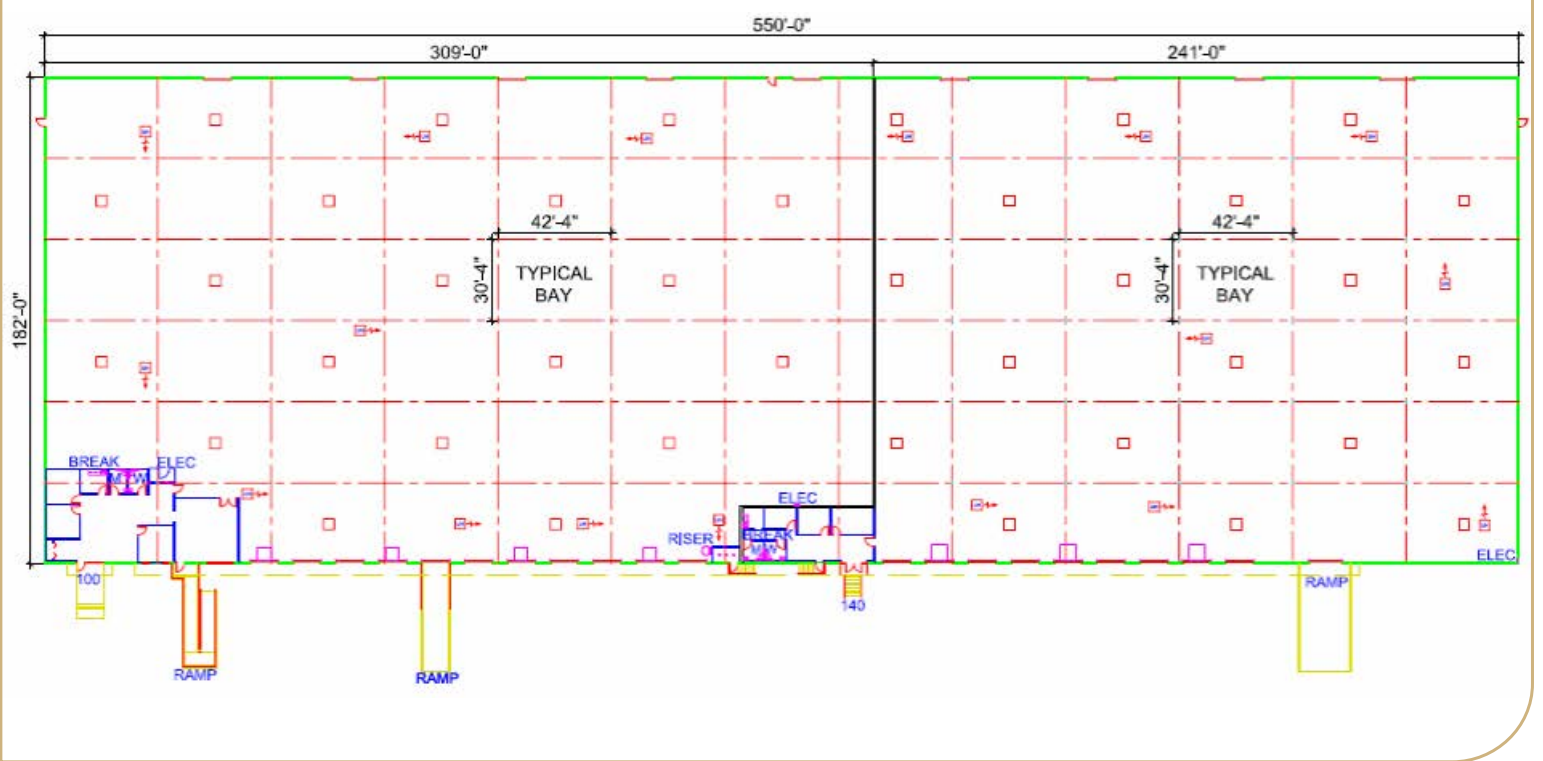 550'-0"
309'-0"
241'-0"
182'-0"
42'-4"
30'-4"
TYPICAL
BAY
42'-4"
30'-4"
TYPICAL
BAY
BREAK
ELEC
M
W
ELEC
RISER
BREAK
M
W
ELEC
100
140
RAMP
RAMP
RAMP